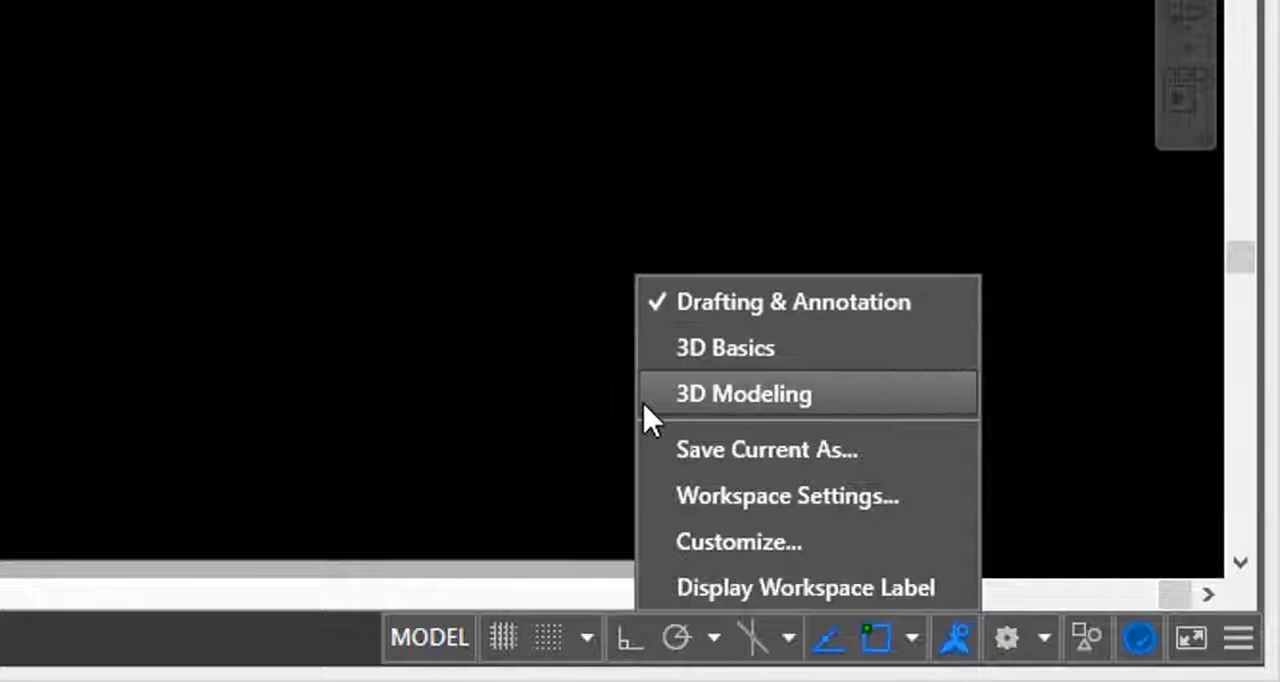 Drafting & Annotation
3D Basics
3D Modeling
Save Current As...
Workspace Settings...
Customize...
Display Workspace Label
MODEL